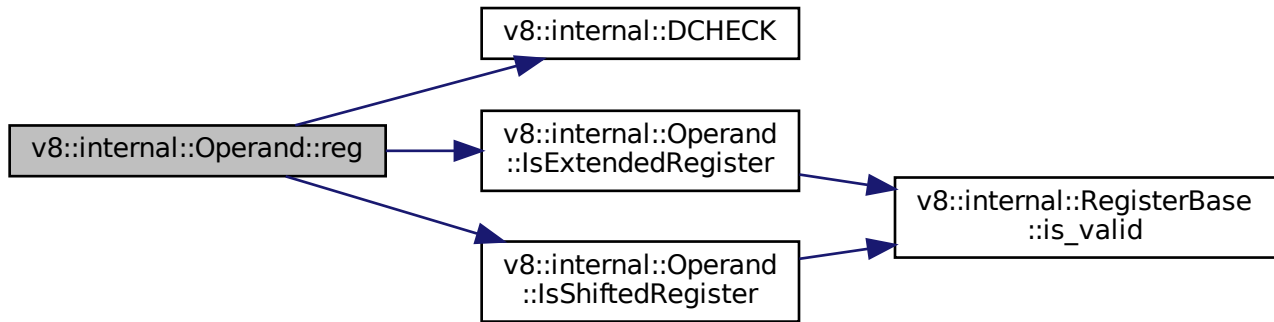 v8::internal::DCHECK
v8::internal::Operand::reg
v8::internal::Operand
::IsExtendedRegister
v8::internal::Operand
::IsShiftedRegister
v8::internal::RegisterBase
::is_valid